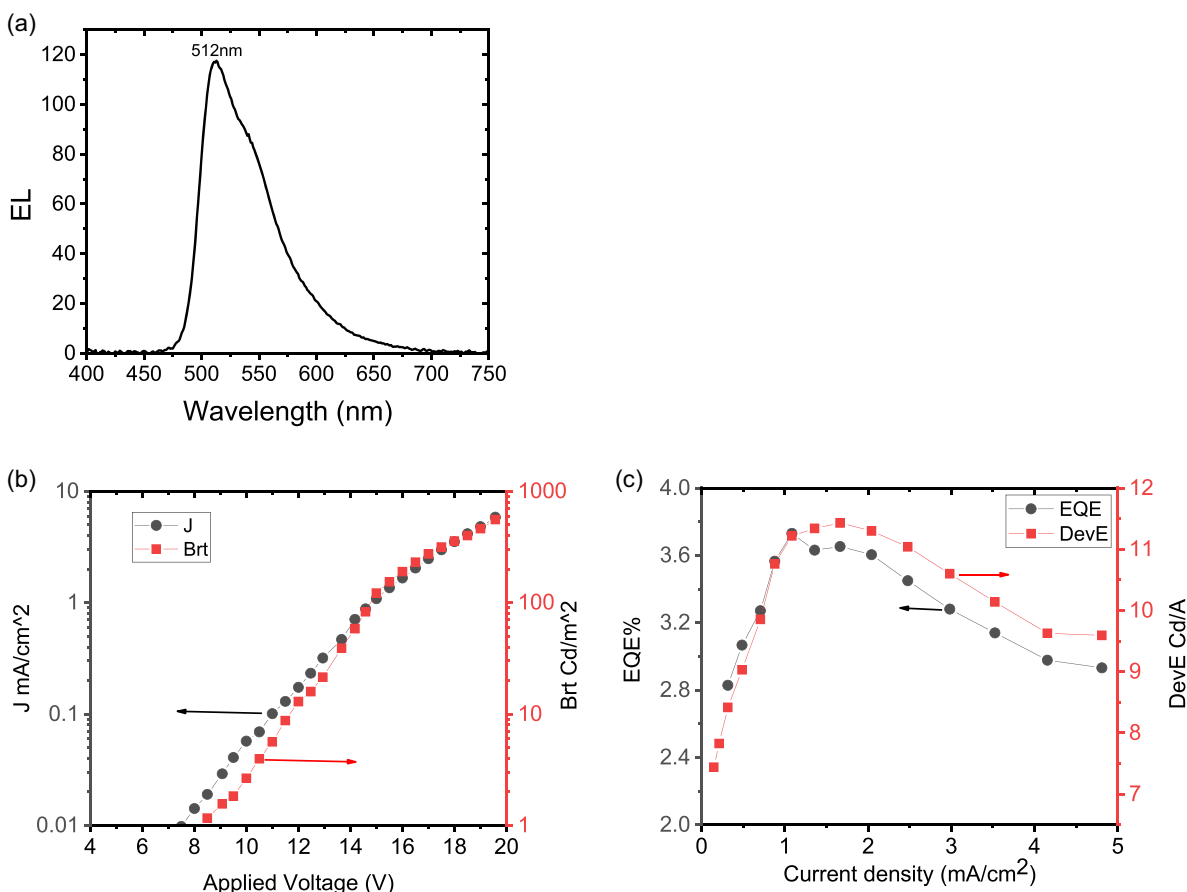 (a)
512nm
120
100
80
60
40
20
0
EL
400 450 500 550 600 650 700 750
Wavelength (nm)
(b)
10
1
0.1
0.01
J mA/cm^2
J
Brt
1000
100
10
1
Brt Cd/m^2
4 6 8 10 12 14 16 18 20
Applied Voltage (V)
(c)
4.0
3.6
3.2
2.8
2.4
2.0
EQE%
EQE
DevE
12
11
10
9
8
7
DevE Cd/A
0 1 2 3 4 5
Current density (mA/cm²)